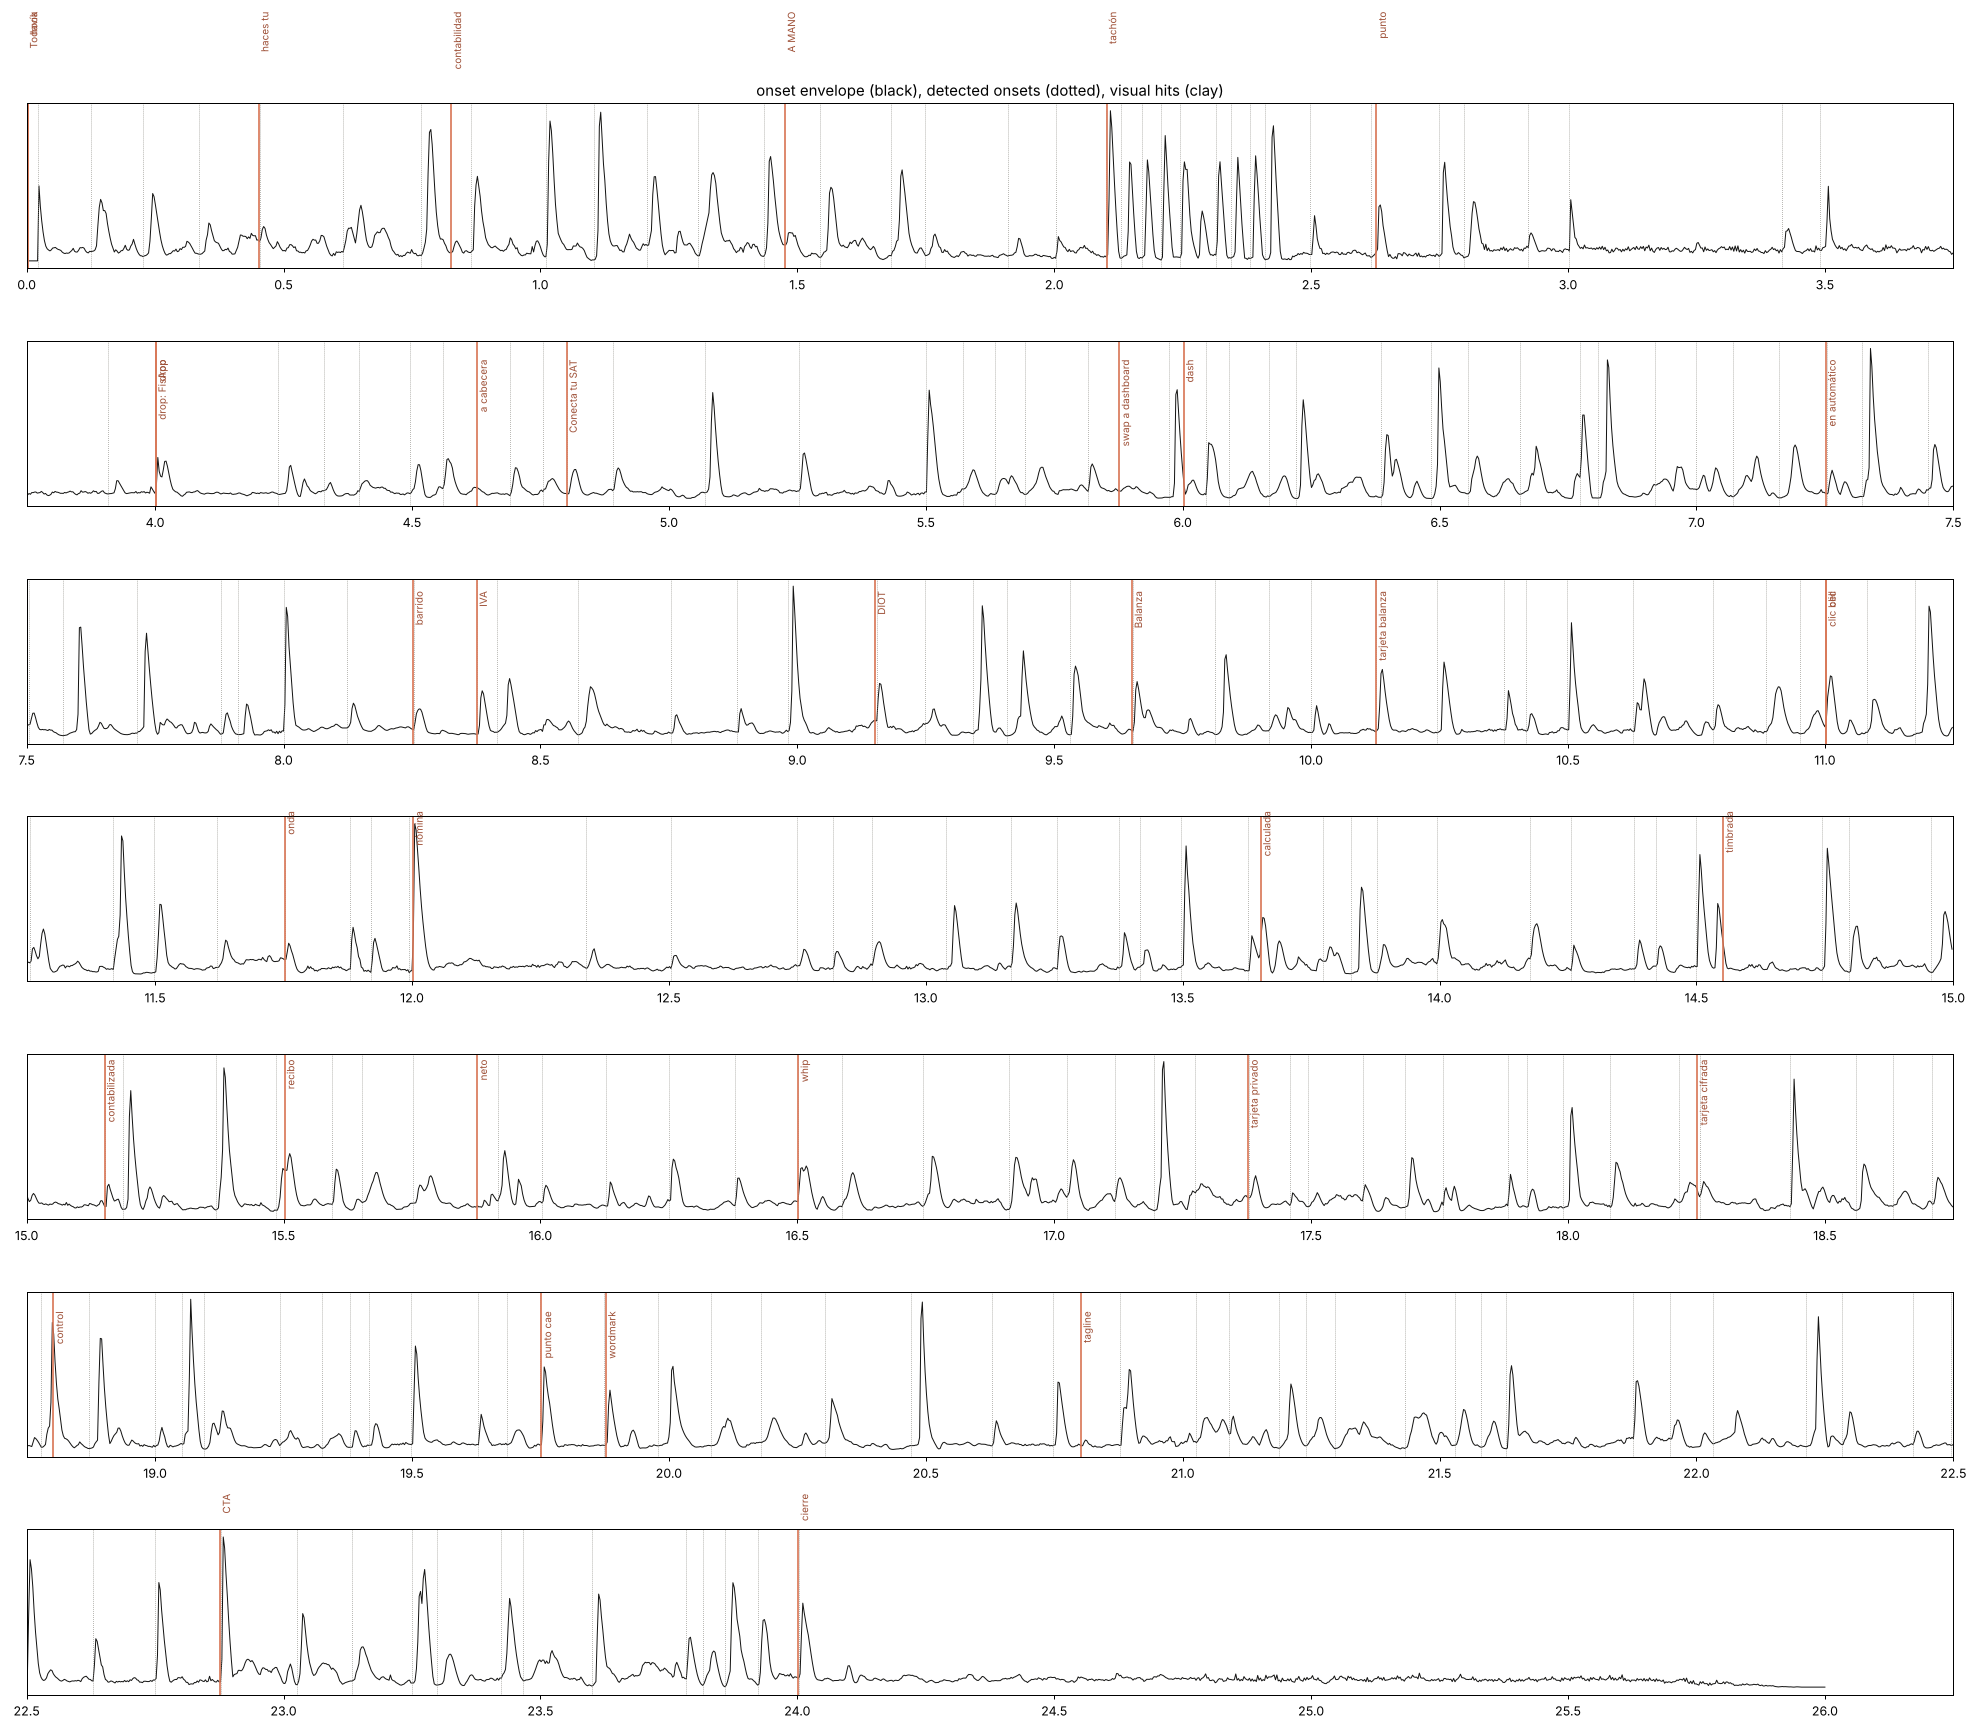 haces tu
contabilidad
A MANO
tachón
punto
onset envelope (black), detected onsets (dotted), visual hits (clay)
0.0 0.5 1.0 1.5 2.0 2.5 3.0 3.5
a cabecera
Conecta tu SAT
swap a dashboard
dash
en automático
4.0 4.5 5.0 5.5 6.0 6.5 7.0 7.5
barrido
IVA
DIOT
Balanza
tarjeta balanza
7.5 8.0 8.5 9.0 9.5 10.0 10.5 11.0
onda
nómina
calculada
timbrada
11.5 12.0 12.5 13.0 13.5 14.0 14.5 15.0
contabilizada
recibo
neto
whip
tarjeta privado
tarjeta cifrada
15.0 15.5 16.0 16.5 17.0 17.5 18.0 18.5
control
punto cae
wordmark
tagline
19.0 19.5 20.0 20.5 21.0 21.5 22.0 22.5
CTA
cierre
22.5 23.0 23.5 24.0 24.5 25.0 25.5 26.0